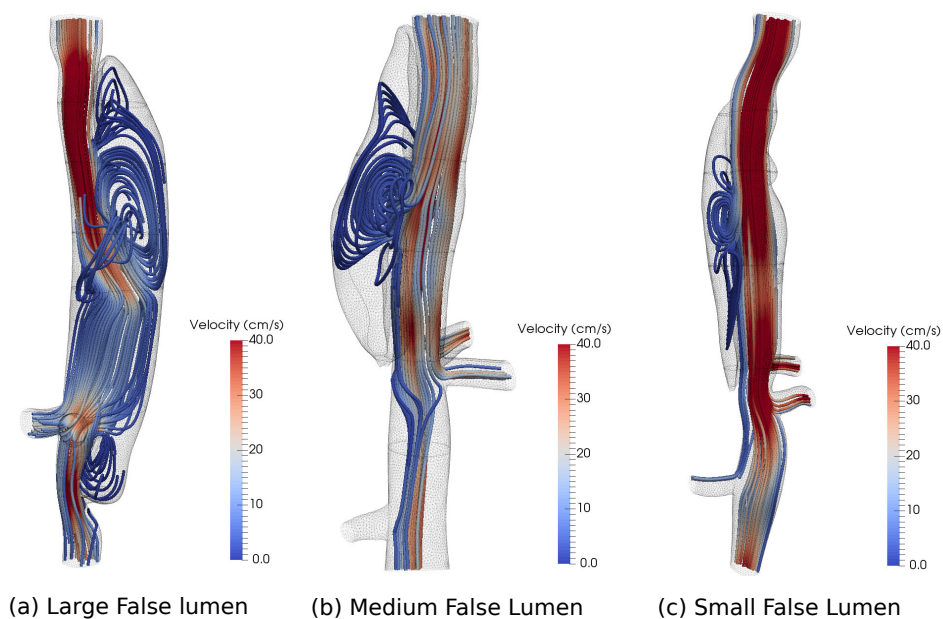 Velocity (cm/s)
40.0
30
20
10
0.0
Velocity (cm/s)
40.0
30
20
10
0.0
Velocity (cm/s)
40.0
30
20
10
0.0
(a) Large False lumen
(b) Medium False Lumen
(c) Small False Lumen